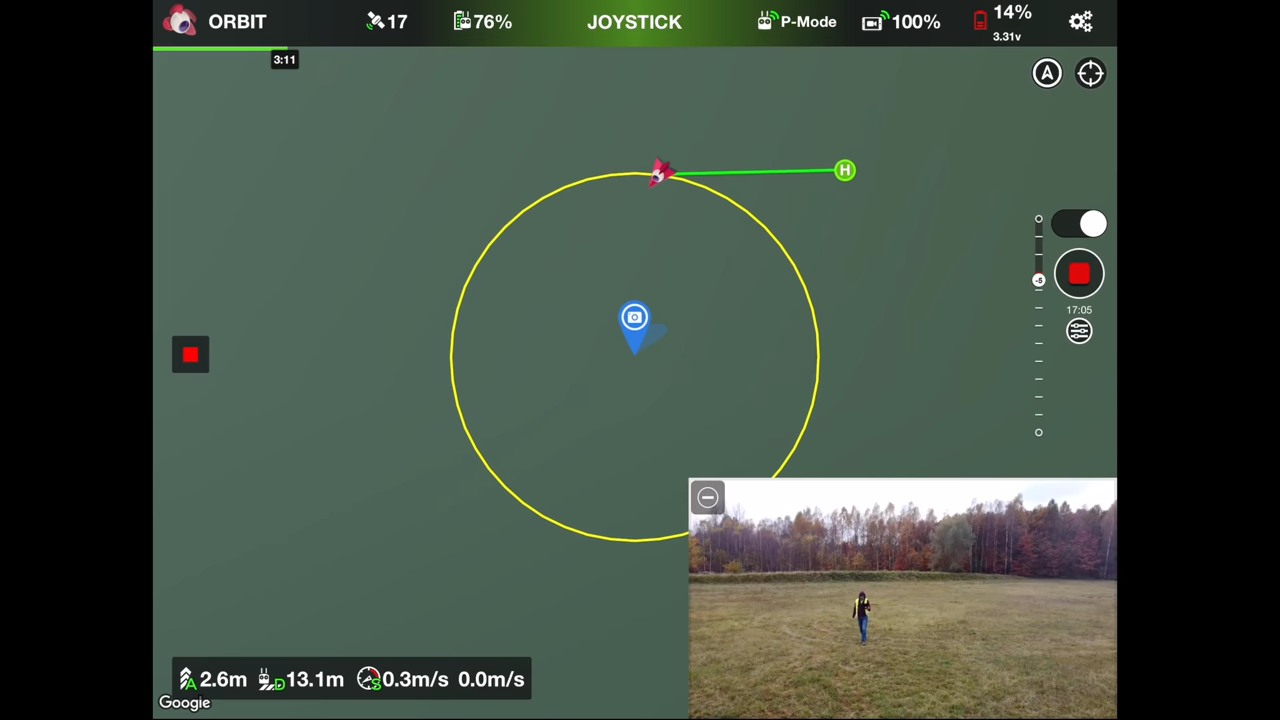 ORBIT
17
76%
JOYSTICK
P-Mode
100%
14%
3.31v
3:11
A
H
-5
17:05
A 2.6m D 13.1m S 0.3m/s 0.0m/s
Google